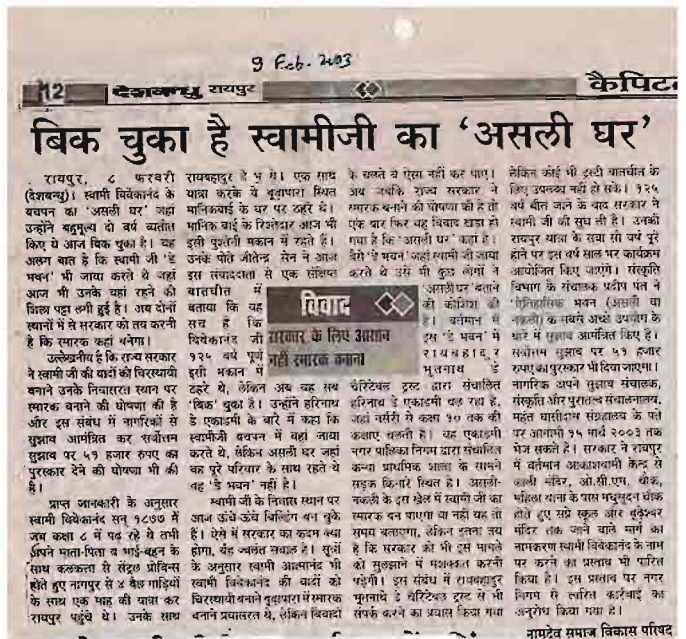 9 Feb. 2003
12
देशबन्धु रायपुर
कैपिटल
बिक चुका है स्वामीजी का 'असली घर'
रायपुर, ८ फरवरी
(देशबन्धु)। स्वामी विवेकानंद के
बचपन का 'असली घर' जहां
उन्होंने बहुमूल्य दो वर्ष व्यतीत
किए थे आज बिक चुका है। यह
अलग बात है कि स्वामी जी 'डे
भवन' भी जाया करते थे जहां
आज भी उनके वहां रहने की
शिला पट्टा लगी हुई है। अब दोनों
स्थानों में से सरकार को तय करनी
है कि स्मारक कहां बनेगा।
उल्लेखनीय है कि राज्य सरकार
ने स्वामी जी की यादों को चिरस्थायी
बनाने उनके निवासरत स्थान पर
स्मारक बनाने की घोषणा की है
और इस संबंध में नागरिकों से
सुझाव आमंत्रित कर सर्वोत्तम
सुझाव पर ५१ हजार रुपए का
पुरस्कार देने की घोषणा भी की
है।
प्राप्त जानकारी के अनुसार
स्वामी विवेकानंद सन् १८७७ में
जब कक्षा ८ में पढ़ रहे थे तभी
अपने माता-पिता व भाई-बहन के
साथ कलकत्ता से सेंट्रल प्रोविन्स
होते हुए नागपुर से ४ बैल गाड़ियों
के साथ एक माह की यात्रा कर
रायपुर पहुंचे थे। उनके साथ
रायबहादुर डे भी थे। एक साथ
यात्रा करके वे बूढ़ापारा स्थित
मानिकबाई के घर पर ठहरे थे।
मानिक बाई के रिश्तेदार आज भी
इसी पुश्तैनी मकान में रहते हैं।
उनके पोते जीतेन्द्र सेन ने आज
इस संवाददाता से एक संक्षिप्त
बातचीत में
बताया कि यह
सच है कि
विवेकानंद जी
१२५ वर्ष पूर्व
इसी मकान में
ठहरे थे, लेकिन अब वह सब
'बिक' चुका है। उन्होंने हरिनाथ
डे एकाडमी के बारे में कहा कि
स्वामीजी बचपन में वहां जाया
करते थे, लेकिन असली घर जहां
वह पूरे परिवार के साथ रहते थे
वह 'डे भवन' नहीं है।
स्वामी जी के निवास स्थान पर
आज ऊंचे-ऊंचे बिल्डिंग बन चुके
हैं। ऐसे में सरकार का कदम क्या
होगा, यह ज्वलंत सवाल है। सूत्रों
के अनुसार स्वामी आत्मानंद भी
स्वामी विवेकानंद की यादों को
चिरस्थायी बनाने बूढ़ापारा में स्मारक
बनाने प्रयासरत थे, लेकिन विवादों
विवाद
सरकार के लिए आसान
नहीं स्मारक बनाना
के चलते वे ऐसा नहीं कर पाए।
अब जबकि राज्य सरकार ने
स्मारक बनाने की घोषणा की है तो
एक बार फिर यह विवाद खड़ा हो
गया है कि 'असली घर' कहां है।
वैसे 'डे भवन' जहां स्वामी जी जाया
करते थे उसे भी कुछ लोगों ने
'असली घर' बताने
की कोशिश की
है। वर्तमान में
इस 'डे भवन' में
रायबहादुर
भूतनाथ डे
चैरिटेबल ट्रस्ट द्वारा संचालित
हरिनाथ डे एकाडमी चल रहा है,
जहां नर्सरी से कक्षा १० तक की
कक्षाएं चलती है। यह एकाडमी
नगर पालिका निगम द्वारा संचालित
कन्या प्राथमिक शाला के सामने
सड़क किनारे स्थित है। असली-
नकली के इस खेल में स्वामी जी का
स्मारक बन पाएगा या नहीं यह तो
समय बताएगा, लेकिन इतना तय
है कि सरकार को भी इस मामले
को सुलझाने में मशक्कत करनी
पड़ेगी। इस संबंध में रायबहादुर
भूतनाथ डे चैरिटेबल ट्रस्ट से भी
संपर्क करने का प्रयास किया गया
लेकिन कोई भी ट्रस्टी बातचीत के
लिए उपलब्ध नहीं हो सके। १२५
वर्ष बीत जाने के बाद सरकार ने
स्वामी जी की सुध ली है। उनकी
रायपुर यात्रा के सवा सौ वर्ष पूरे
होने पर इस वर्ष साल भर कार्यक्रम
आयोजित किए जाएंगे। संस्कृति
विभाग के संचालक प्रदीप पंत ने
'ऐतिहासिक भवन (असली या
नकली) के सबसे अच्छे उपयोग के
बारे में सुझाव आमंत्रित किए हैं।
सर्वोत्तम सुझाव पर ५१ हजार
रुपए का पुरस्कार भी दिया जाएगा।
नागरिक अपने सुझाव संचालक,
संस्कृति और पुरातत्व संचालनालय,
महंत घासीदास संग्रहालय के पते
पर आगामी १५ मार्च २००३ तक
भेज सकते हैं। सरकार ने रायपुर
में वर्तमान आकाशवाणी केन्द्र से
काली मंदिर, ओ.सी.एम. चौक,
महिला थाना के पास मधुसूदन चौक
होते हुए सप्रे स्कूल और बूढ़ेश्वर
मंदिर तक जाने वाले मार्ग का
नामकरण स्वामी विवेकानंद के नाम
पर करने का प्रस्ताव भी पारित
किया है। इस प्रस्ताव पर नगर
निगम से त्वरित कार्रवाई का
अनुरोध किया गया है।
नामदेव समाज विकास परिषद